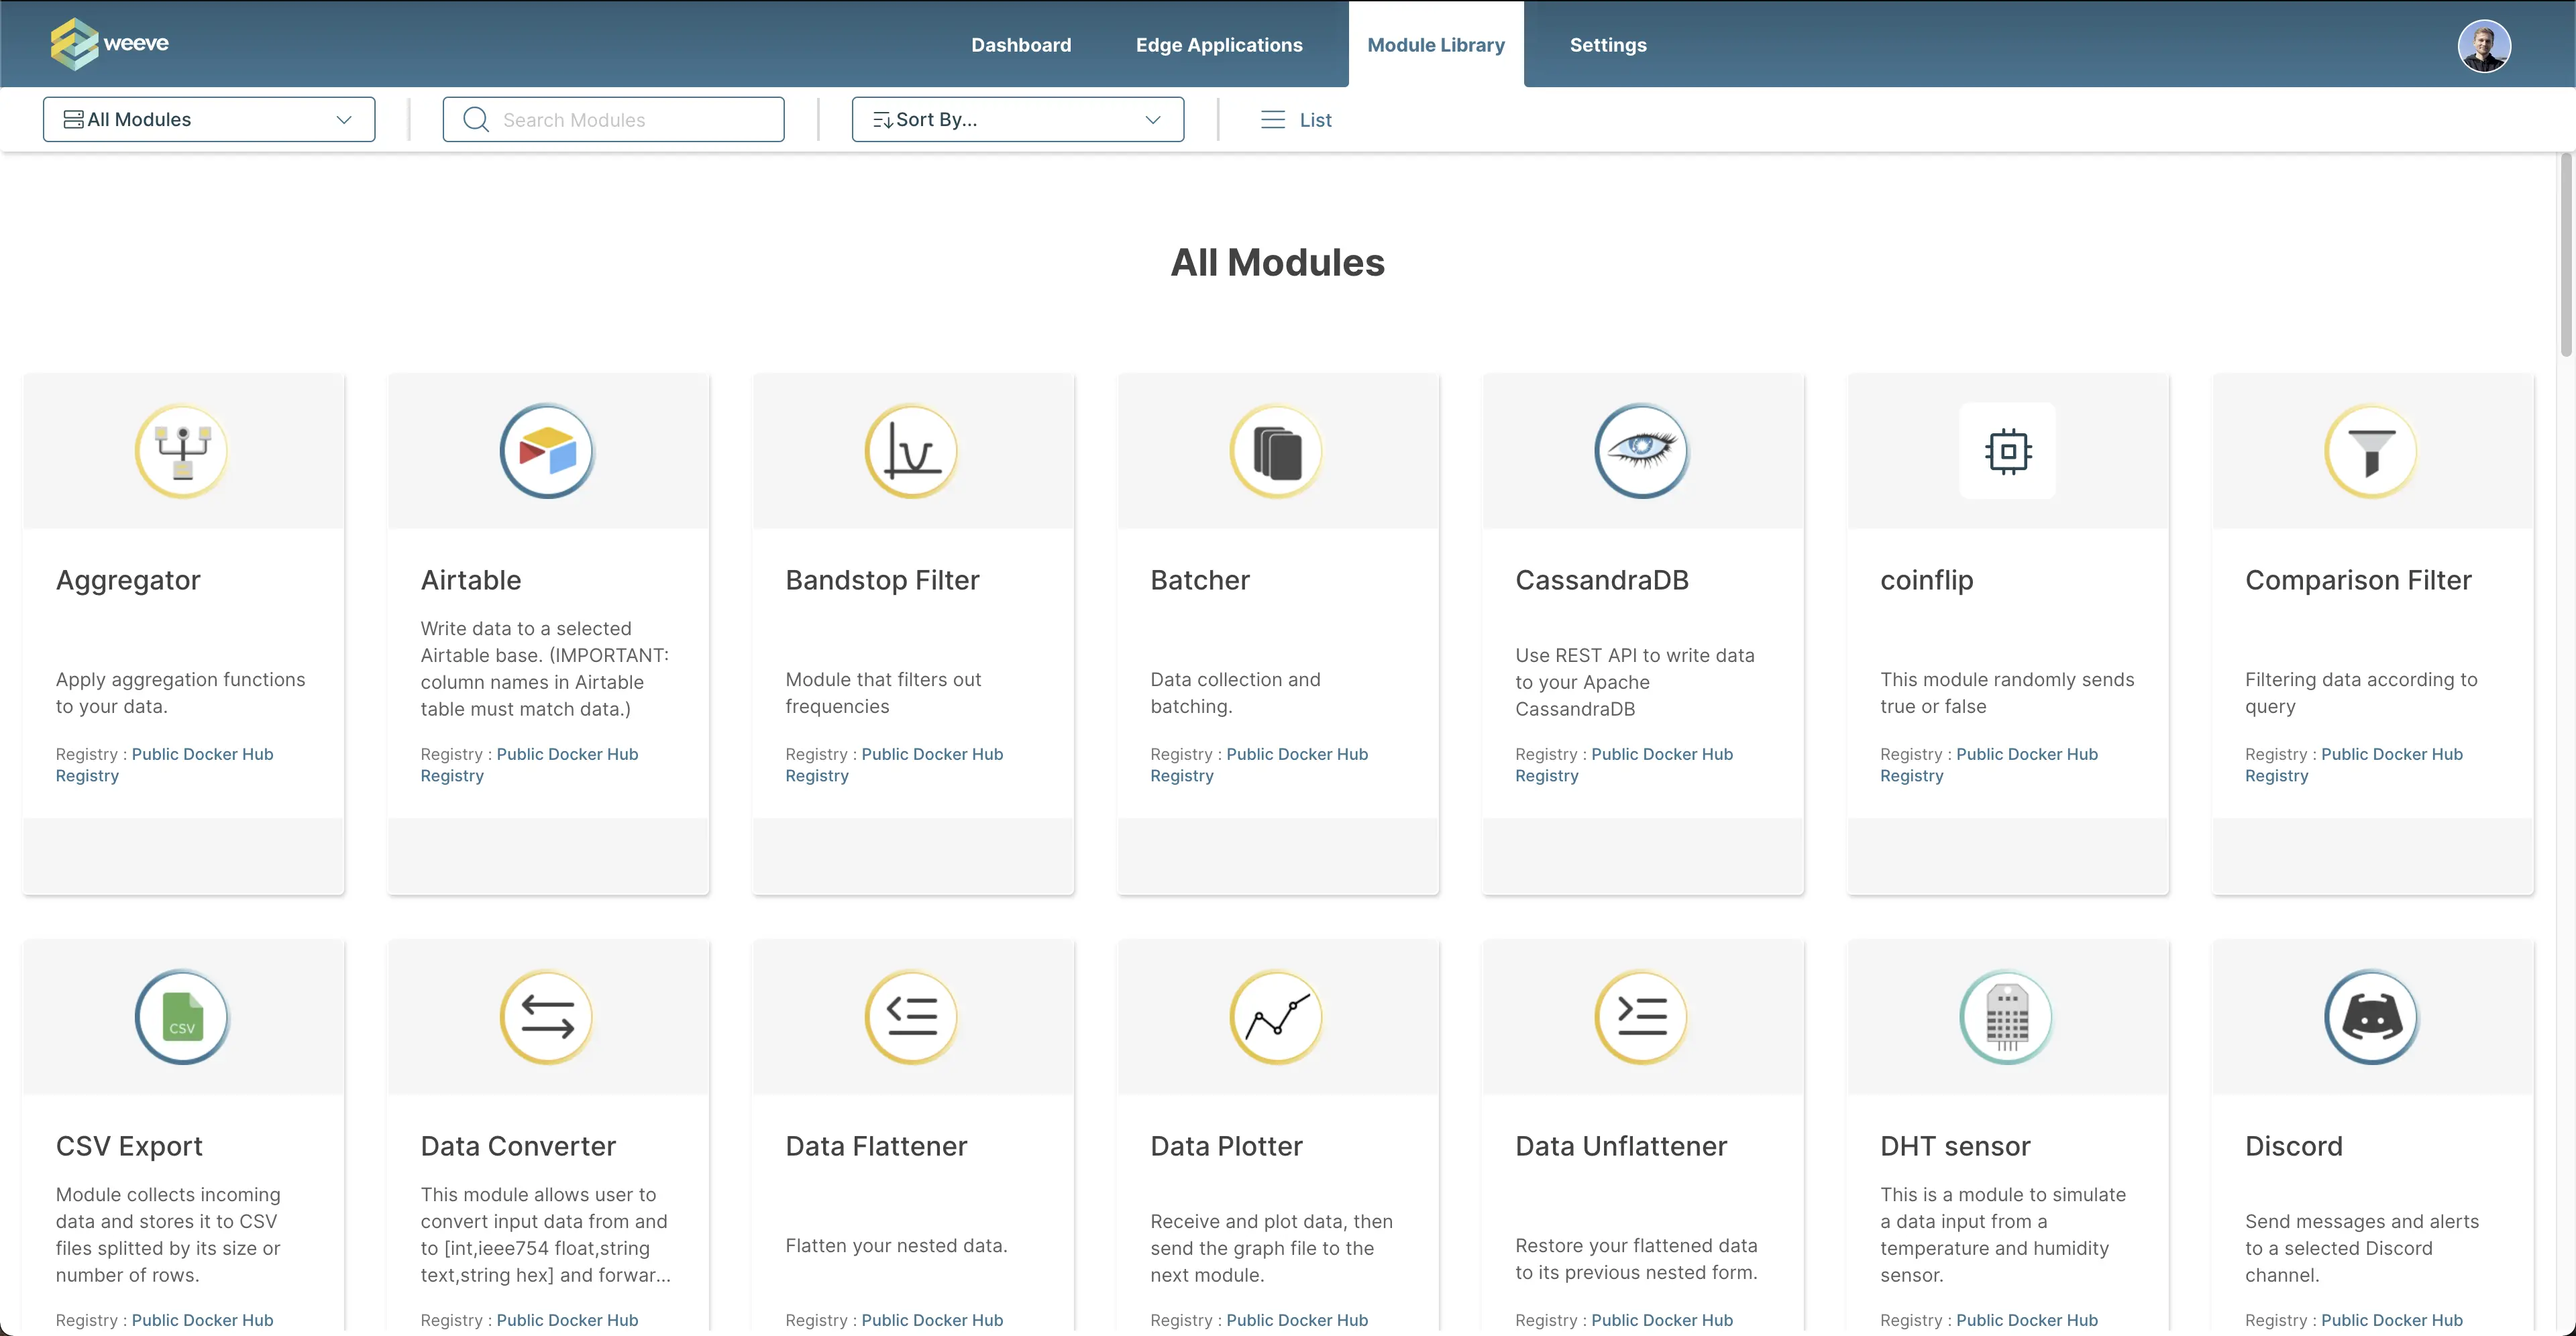 weeve
Dashboard
Edge Applications
Module Library
Settings
All Modules
Search Modules
Sort By...
List
All Modules
Aggregator
Apply aggregation functions
to your data.
Registry : Public Docker Hub
Registry
Airtable
Write data to a selected
Airtable base. (IMPORTANT:
column names in Airtable
table must match data.)
Registry : Public Docker Hub
Registry
Bandstop Filter
Module that filters out
frequencies
Registry : Public Docker Hub
Registry
Batcher
Data collection and
batching.
Registry : Public Docker Hub
Registry
CassandraDB
Use REST API to write data
to your Apache
CassandraDB
Registry : Public Docker Hub
Registry
coinflip
This module randomly sends
true or false
Registry : Public Docker Hub
Registry
Comparison Filter
Filtering data according to
query
Registry : Public Docker Hub
Registry
CSV
CSV Export
Module collects incoming
data and stores it to CSV
files splitted by its size or
number of rows.
Registry : Public Docker Hub
Data Converter
This module allows user to
convert input data from and
to [int,ieee754 float,string
text,string hex] and forwar...
Registry : Public Docker Hub
Data Flattener
Flatten your nested data.
Registry : Public Docker Hub
Data Plotter
Receive and plot data, then
send the graph file to the
next module.
Registry : Public Docker Hub
Data Unflattener
Restore your flattened data
to its previous nested form.
Registry : Public Docker Hub
DHT sensor
This is a module to simulate
a data input from a
temperature and humidity
sensor.
Registry : Public Docker Hub
Discord
Send messages and alerts
to a selected Discord
channel.
Registry : Public Docker Hub